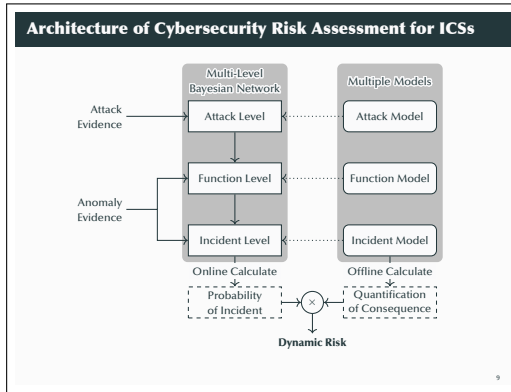 Architecture of Cybersecurity Risk Assessment for ICSs
Multi-Level
Bayesian Network
Multiple Models
Attack
Evidence
Attack Level
Attack Model
Function Level
Function Model
Anomaly
Evidence
Incident Level
Incident Model
Online Calculate
Offline Calculate
Probability
of Incident
×
Quantification
of Consequence
Dynamic Risk
9